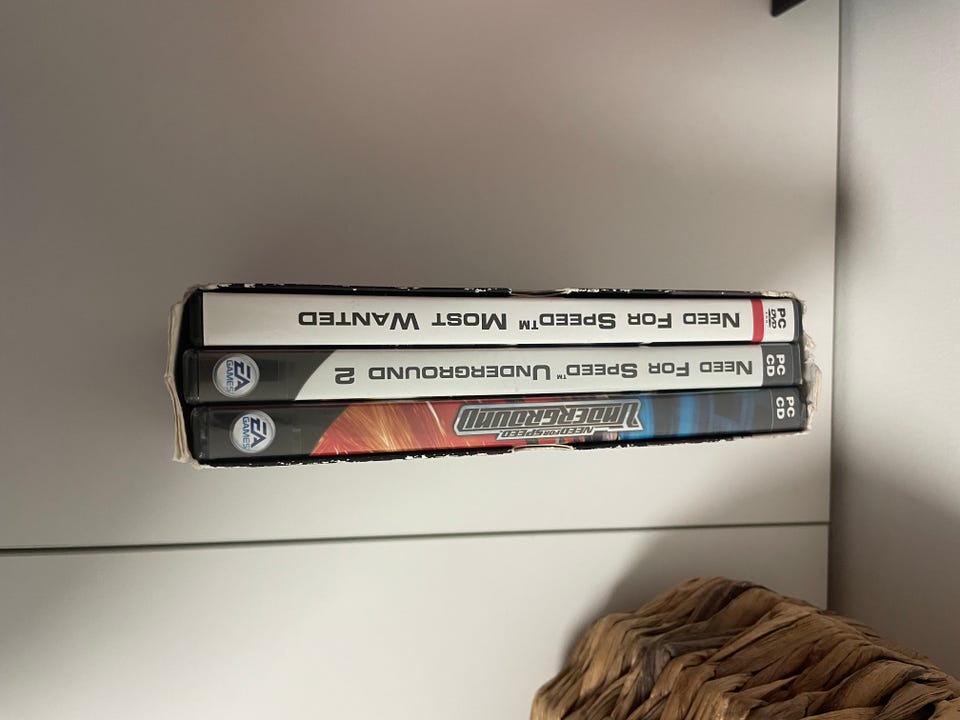 PC
DVD
NEED FOR SPEED™ MOST WANTED
PC
CD
NEED FOR SPEED™ UNDERGROUND 2
EA
GAMES
PC
CD
NEED FOR SPEED
UNDERGROUND
EA
GAMES